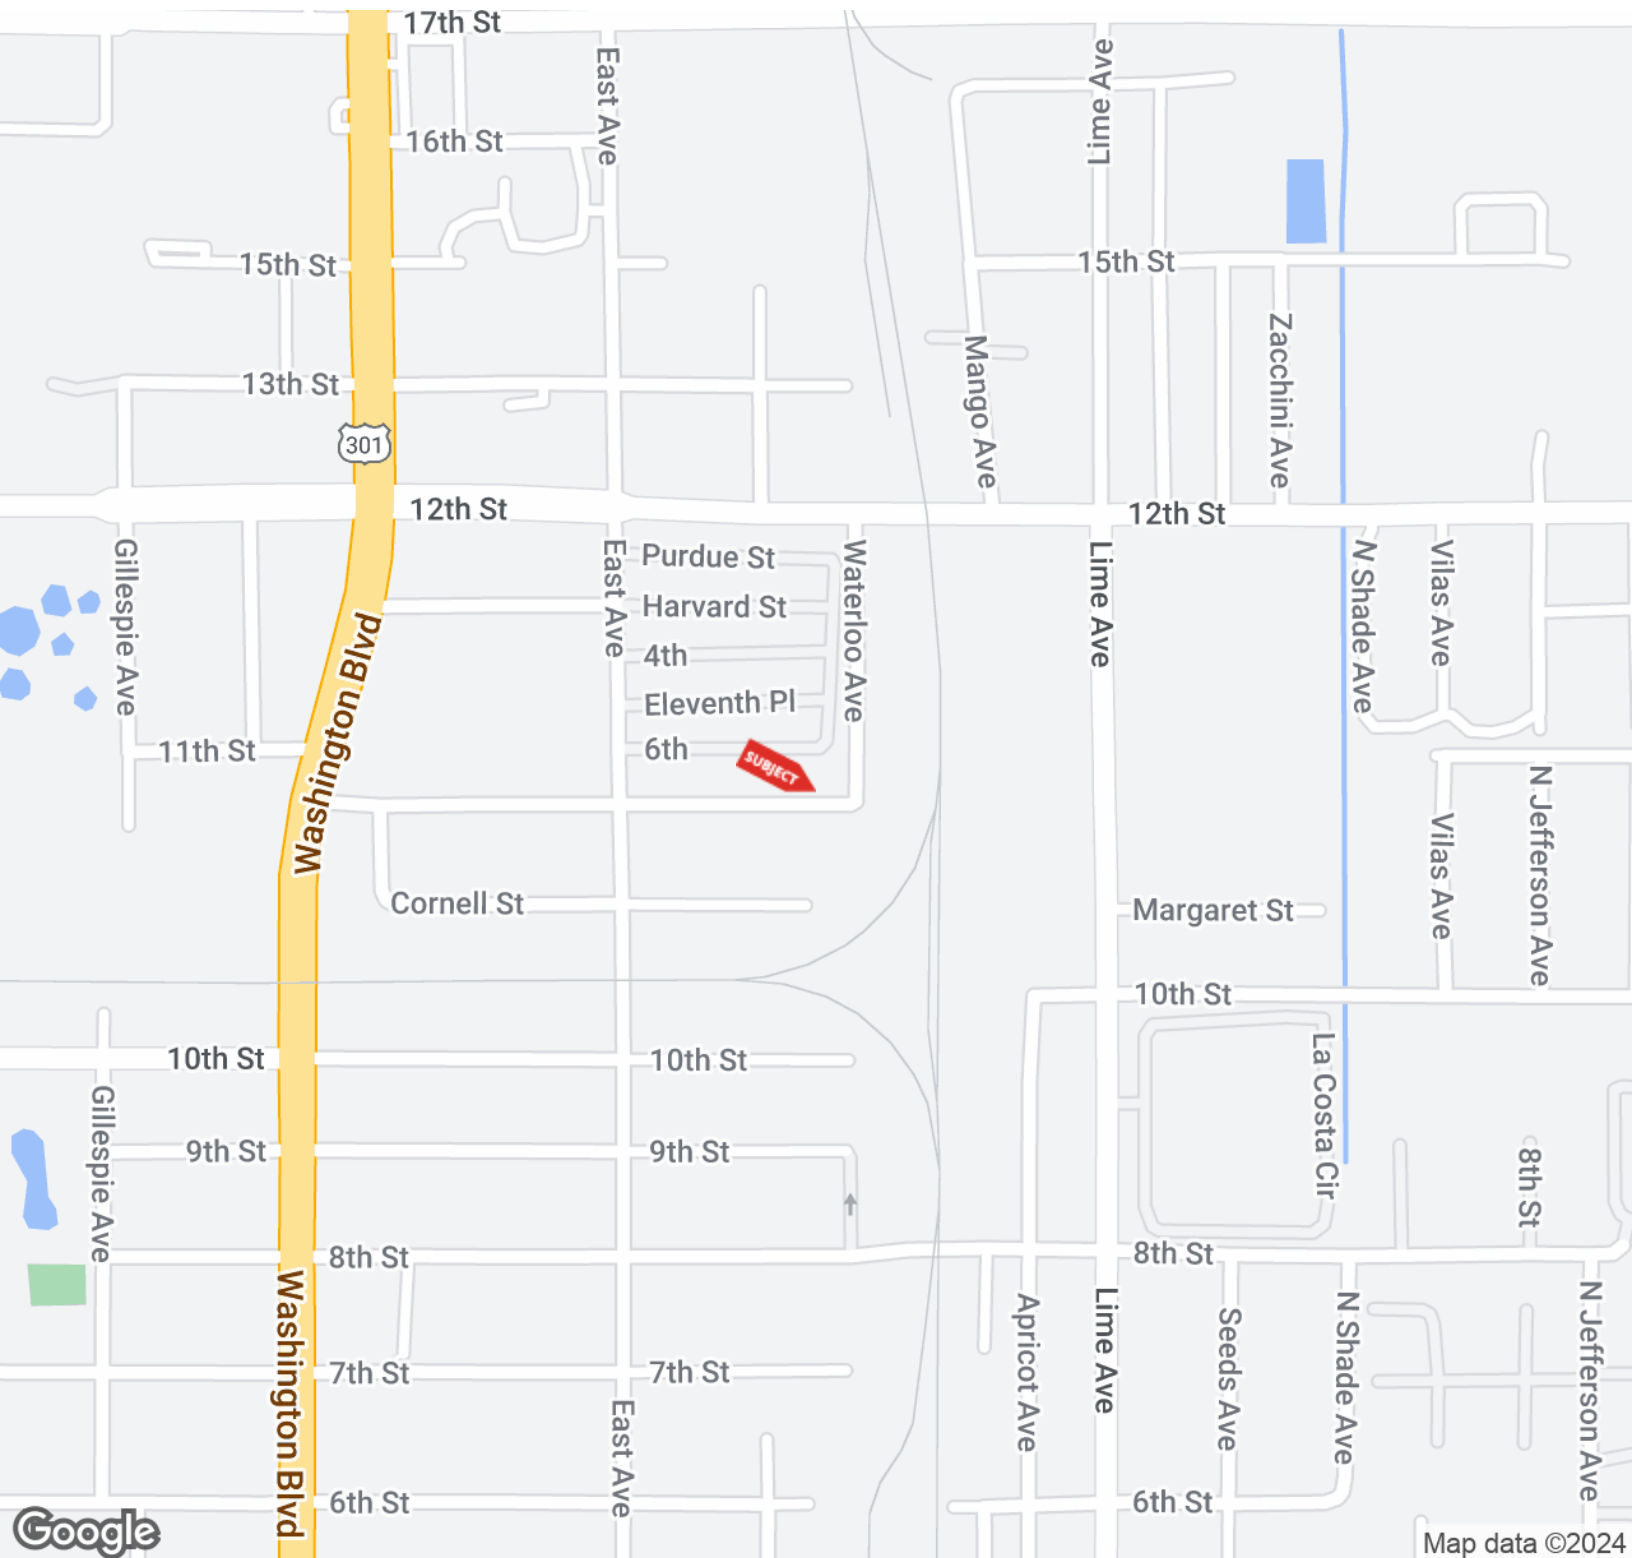 17th St
East Ave
Lime Ave
16th St
15th St
15th St
Zacchini Ave
Mango Ave
13th St
301
12th St
12th St
Gillespie Ave
East Ave
Purdue St
Waterloo Ave
Lime Ave
N Shade Ave
Vilas Ave
Harvard St
Washington Blvd
4th
Eleventh Pl
11th St
6th
SUBJECT
N Jefferson Ave
Vilas Ave
Cornell St
Margaret St
10th St
10th St
10th St
La Costa Cir
Gillespie Ave
9th St
9th St
8th St
8th St
8th St
Washington Blvd
Apricot Ave
Lime Ave
Seeds Ave
N Shade Ave
N Jefferson Ave
7th St
7th St
East Ave
6th St
6th St
Google
Map data ©2024